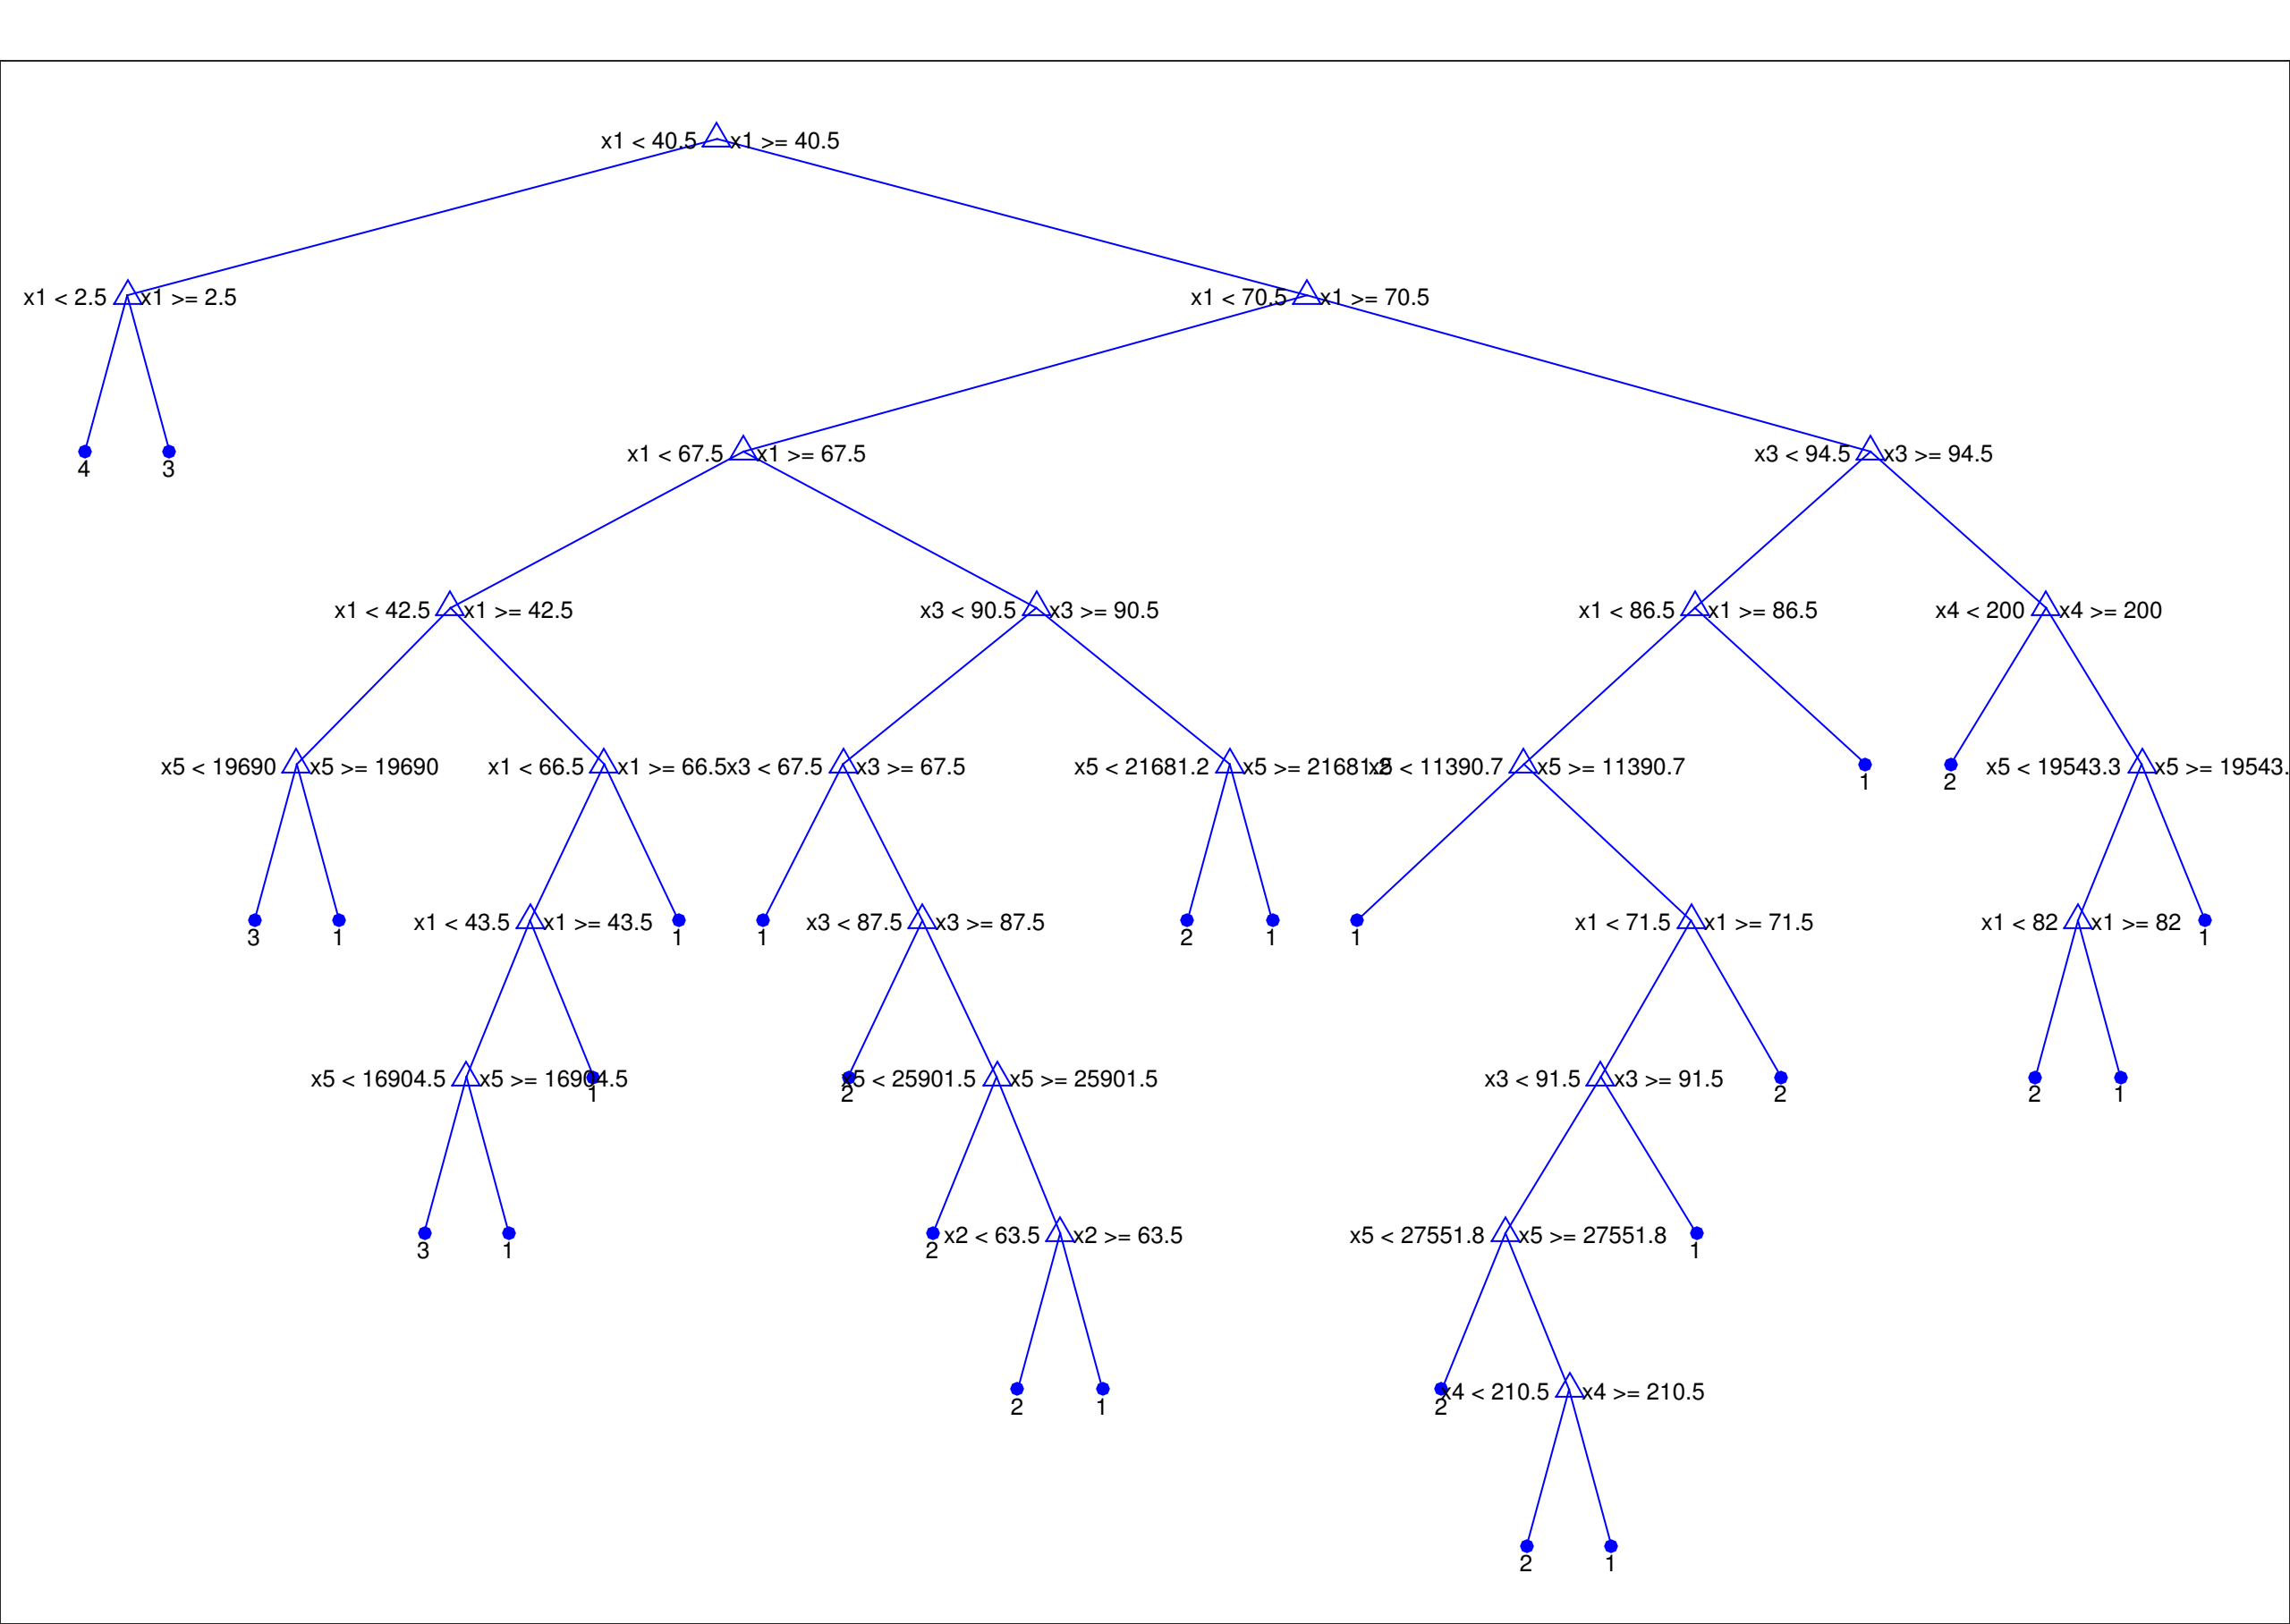 x1 < 40.5 x1 >= 40.5
x1 < 2.5 x1 >= 2.5 x1 < 70.5 x1 >= 70.5
x1 < 67.5 x1 >= 67.5 x3 < 94.5 x3 >= 94.5
4 3
x1 < 42.5 x1 >= 42.5 x3 < 90.5 x3 >= 90.5 x1 < 86.5 x1 >= 86.5 x4 < 200 x4 >= 200
x5 < 19690 x5 >= 19690 x1 < 66.5 x1 >= 66.5 x3 < 67.5 x3 >= 67.5 x5 < 21681.2 x5 >= 21681.2 x5 < 11390.7 x5 >= 11390.7 x5 < 19543.3 x5 >= 19543.
1 2
x1 < 43.5 x1 >= 43.5 x3 < 87.5 x3 >= 87.5 x1 < 71.5 x1 >= 71.5 x1 < 82 x1 >= 82
3 1 1 1 2 1 1 1
x5 < 16904.5 x5 >= 16904.5 x5 < 25901.5 x5 >= 25901.5 x3 < 91.5 x3 >= 91.5
1 2 2 2 1
x2 < 63.5 x2 >= 63.5 x5 < 27551.8 x5 >= 27551.8
3 1 2 1
x4 < 210.5 x4 >= 210.5
2 1 2
2 1